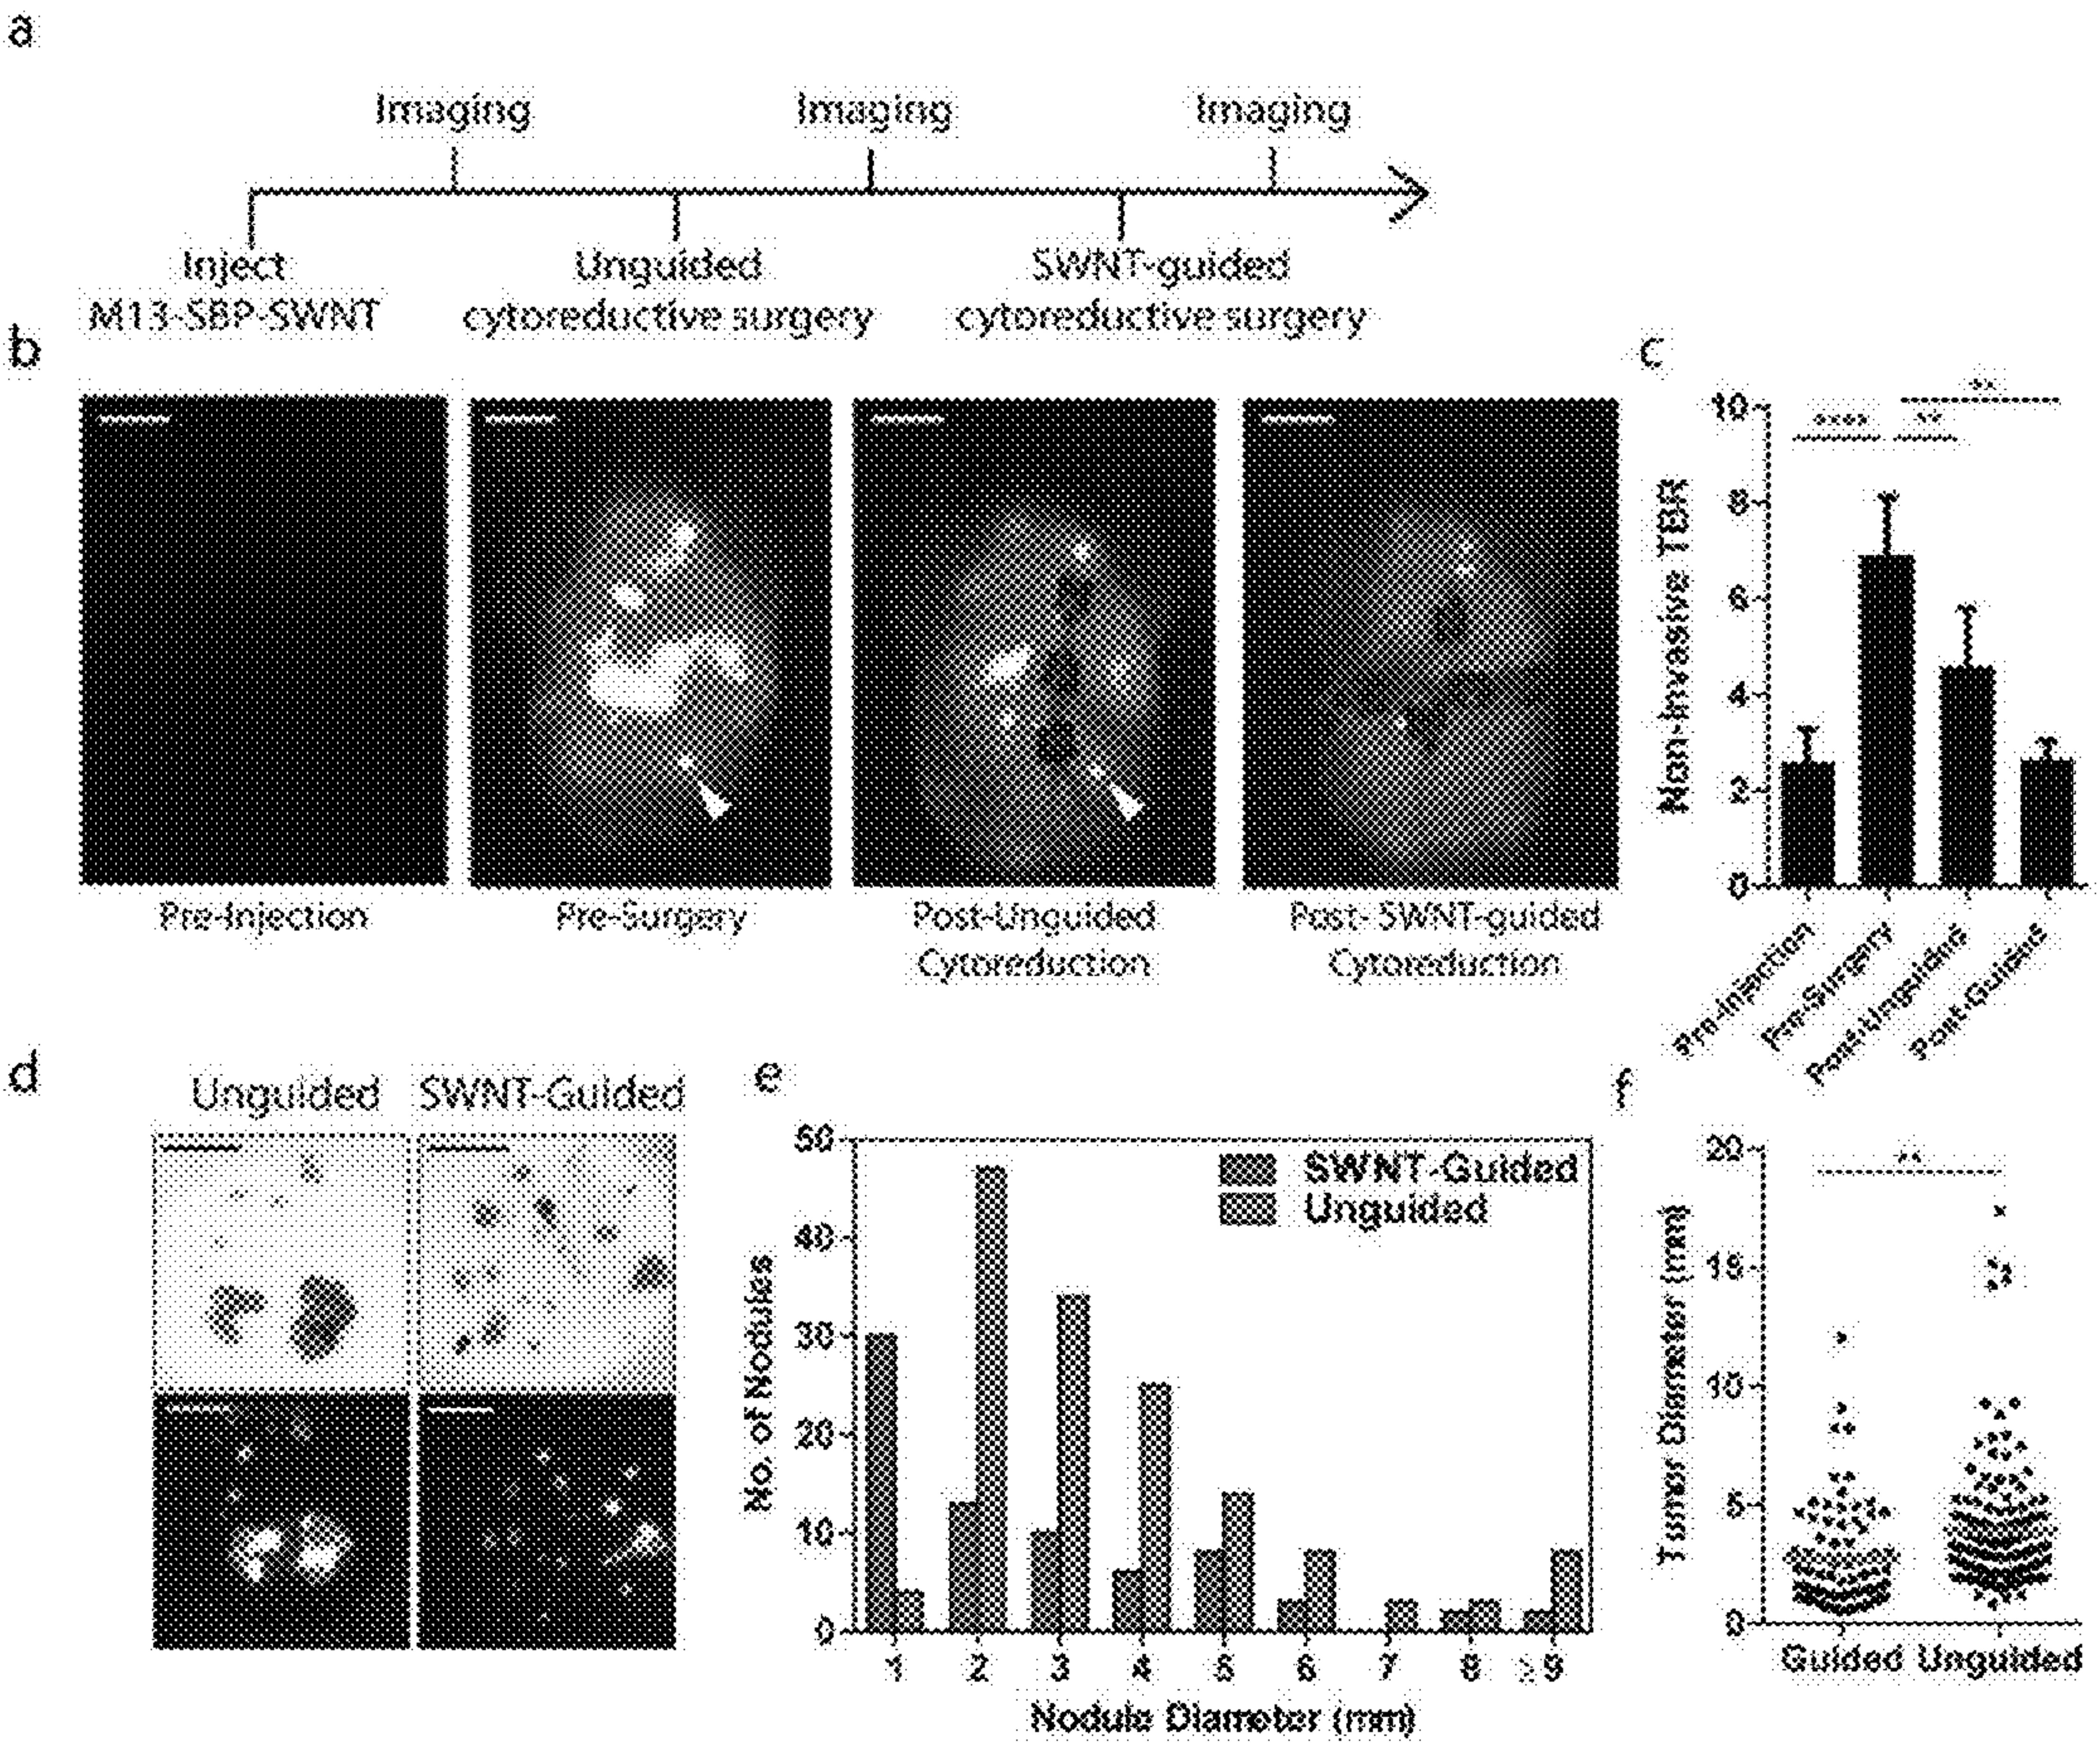 a
Imaging Imaging Imaging
Inject Unguided SWNT-guided
M13-SBP-SWNT cytoreductive surgery cytoreductive surgery
b
c
10
8
6
4
2
0
Non-Invasive TBR
**** ** **
Pre-Injection Pre-Surgery Post-Unguided Post-Guided
Pre-Injection Pre-Surgery Post-Unguided Post- SWNT-guided
Cytoreduction Cytoreduction
d
Unguided SWNT-Guided
e
50
40
30
20
10
0
No. of Nodules
SWNT-Guided
Unguided
1 2 3 4 5 6 7 8 ≥9
Nodule Diameter (mm)
f
20
15
10
5
0
Tumor Diameter (mm)
**
Guided Unguided